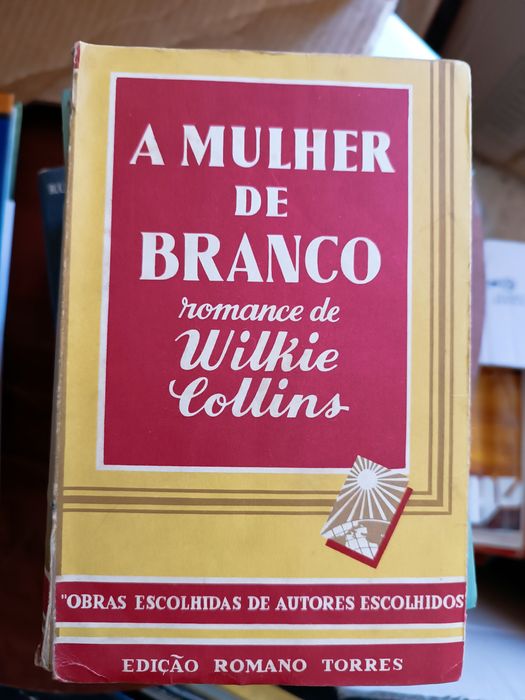 A MULHER
DE
BRANCO
romance de
Wilkie
Collins
"OBRAS ESCOLHIDAS DE AUTORES ESCOLHIDOS"
EDIÇÃO ROMANO TORRES